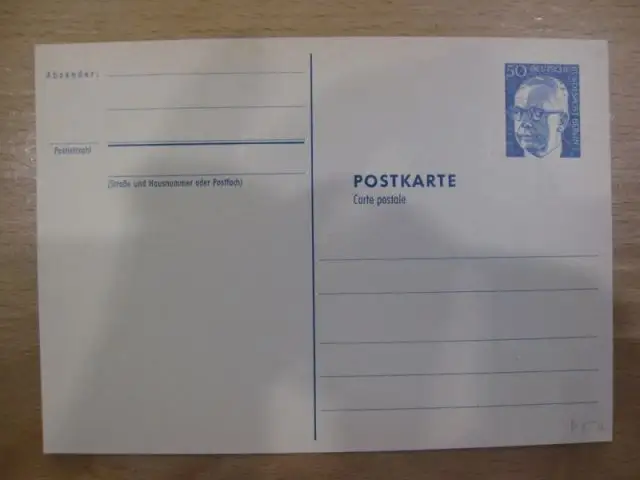 Absender:
Postleitzahl
(Straße und Hausnummer oder Postfach)
50 DEUTSCHE
BUNDESPOST BERLIN
POSTKARTE
Carte postale